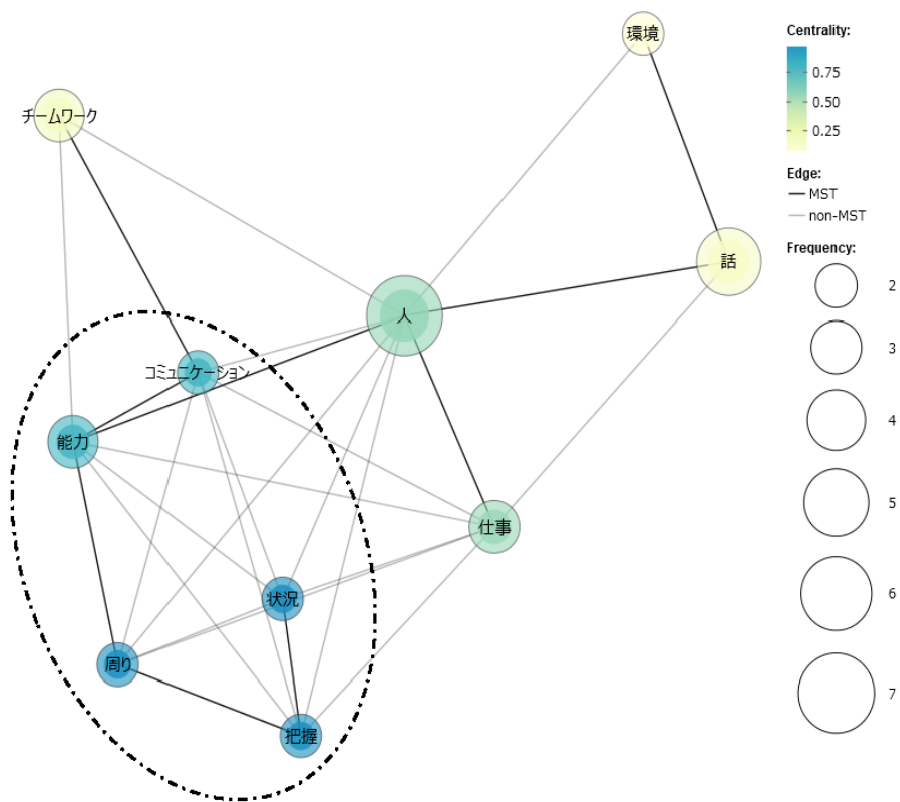 環境
チームワーク
話
人
コミュニケーション
能力
仕事
状況
周り
把握
Centrality:
0.75
0.50
0.25
Edge:
MST
non-MST
Frequency:
2
3
4
5
6
7